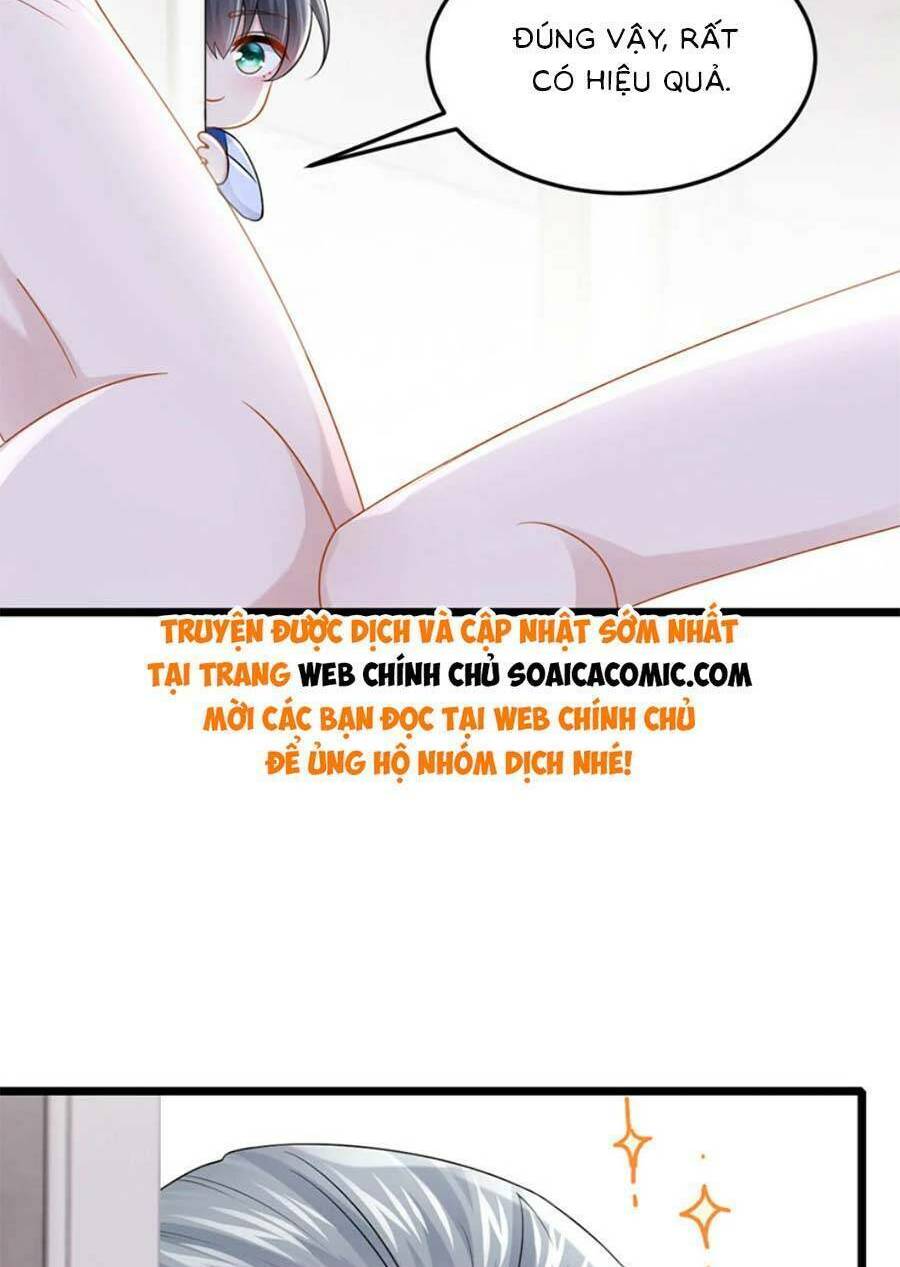 ĐÚNG VẬY, RẤT
CÓ HIỆU QUẢ.
TRUYỆN ĐƯỢC DỊCH VÀ CẬP NHẬT SỚM NHẤT
TẠI TRANG WEB CHÍNH CHỦ SOAICACOMIC.COM
MỜI CÁC BẠN ĐỌC TẠI WEB CHÍNH CHỦ
ĐỂ ỦNG HỘ NHÓM DỊCH NHÉ!